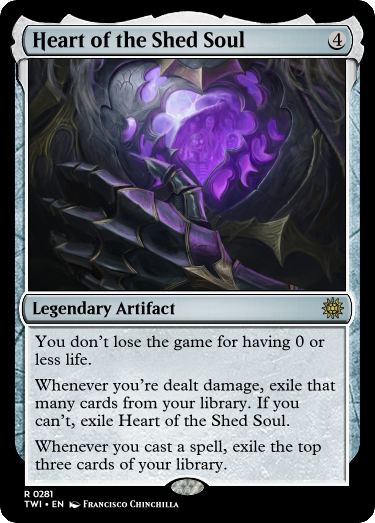 Heart of the Shed Soul 4
Legendary Artifact
You don't lose the game for having 0 or
less life.
Whenever you're dealt damage, exile that
many cards from your library. If you
can't, exile Heart of the Shed Soul.
Whenever you cast a spell, exile the top
three cards of your library.
R 0281
TWI • EN Francisco Chinchilla